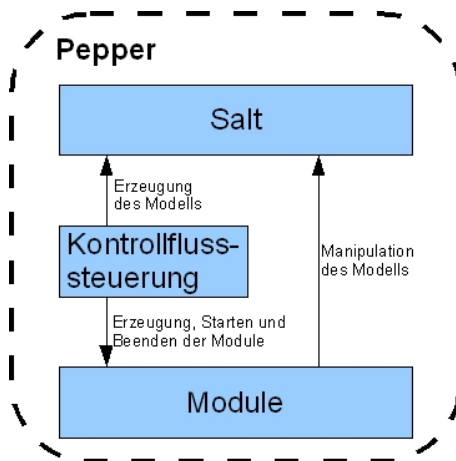 Pepper
Salt
Erzeugung
des Modells
Kontrollfluss-
steuerung
Manipulation
des Modells
Erzeugung, Starten und
Beenden der Module
Module